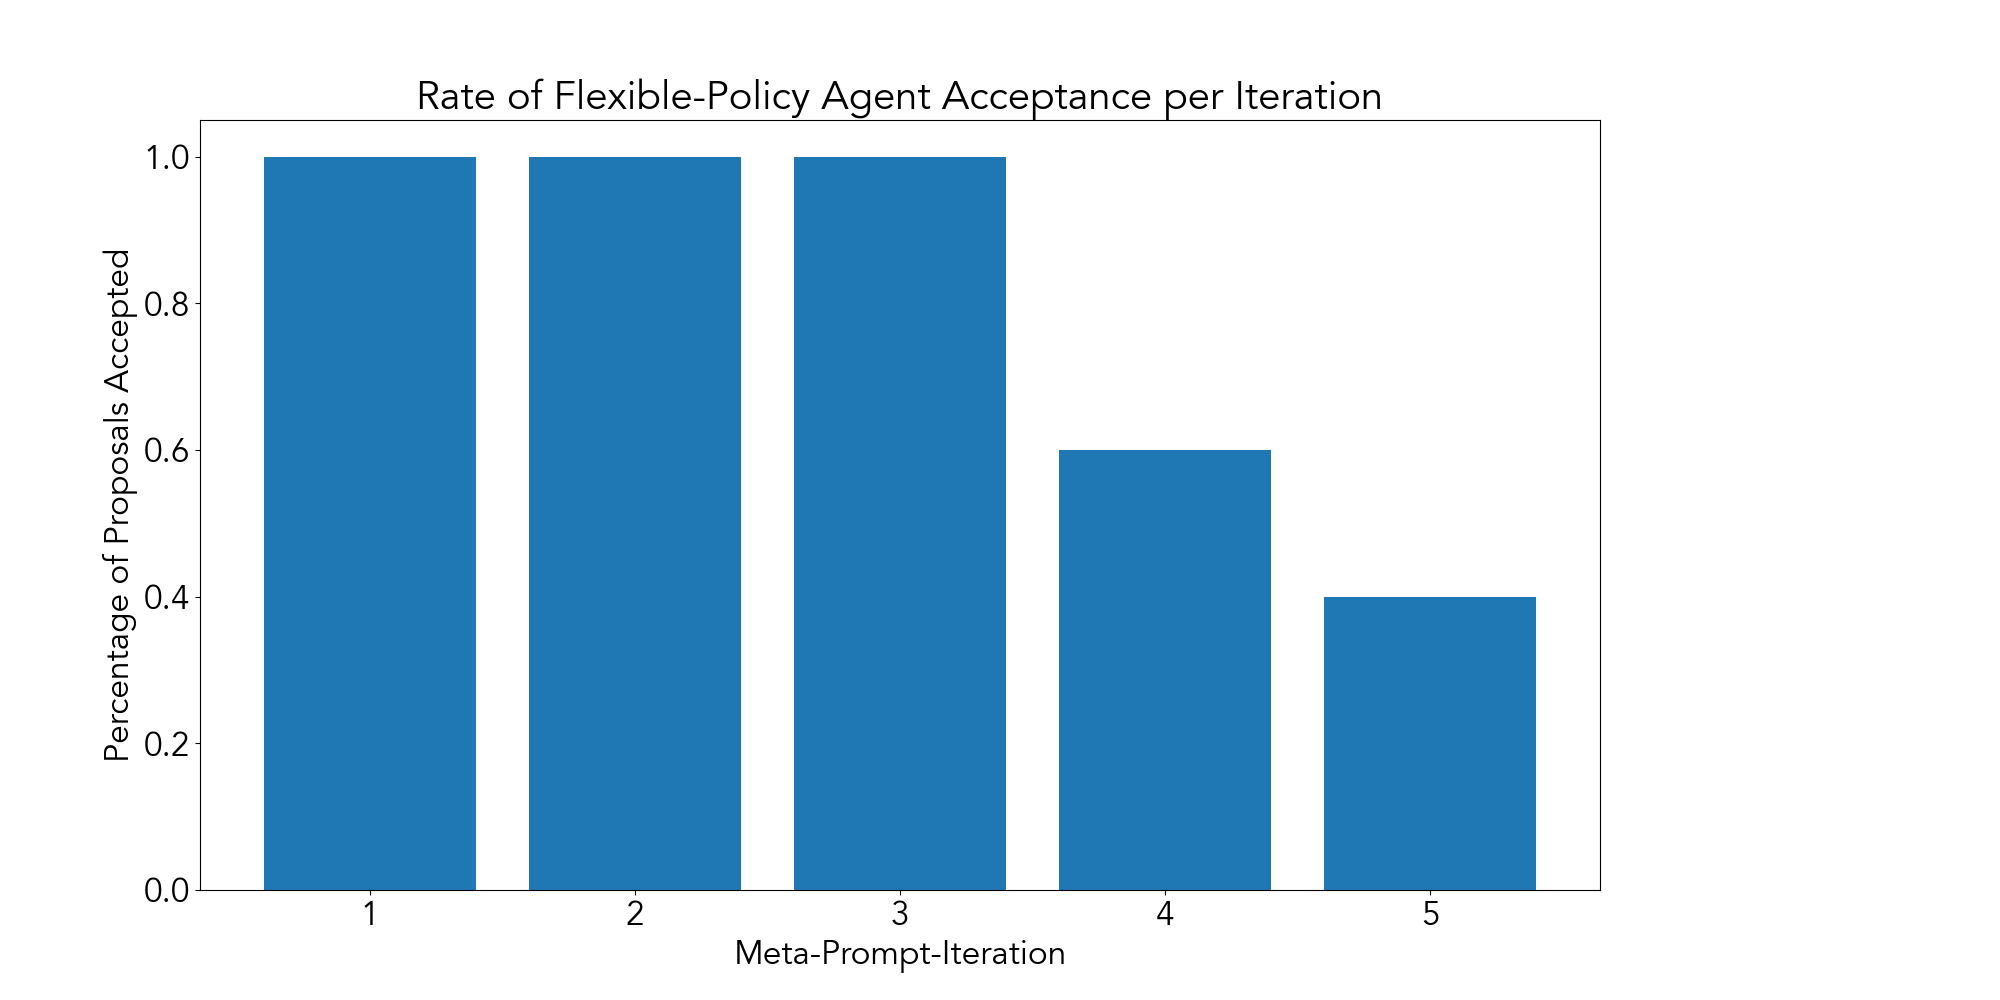 Rate of Flexible-Policy Agent Acceptance per Iteration
Percentage of Proposals Accepted
1.0
0.8
0.6
0.4
0.2
0.0
1 2 3 4 5
Meta-Prompt-Iteration